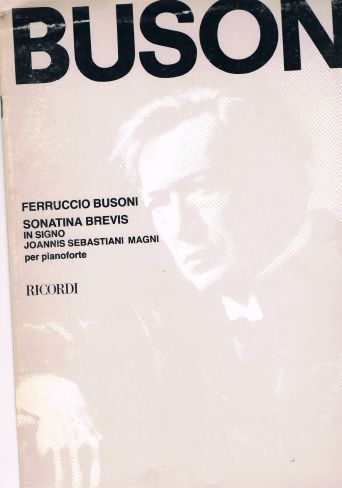 BUSON
FERRUCCIO BUSONI
SONATINA BREVIS
IN SIGNO
JOANNIS SEBASTIANI MAGNI
per pianoforte
RICORDI